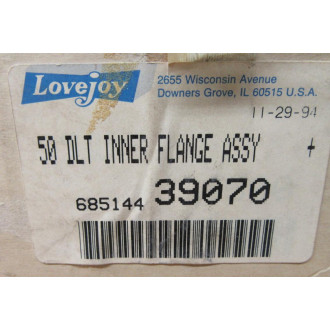 Lovejoy
2655 Wisconsin Avenue
Downers Grove, IL 60515 U.S.A.
11-29-94
50 DLT INNER FLANGE ASSY +
685144 39070